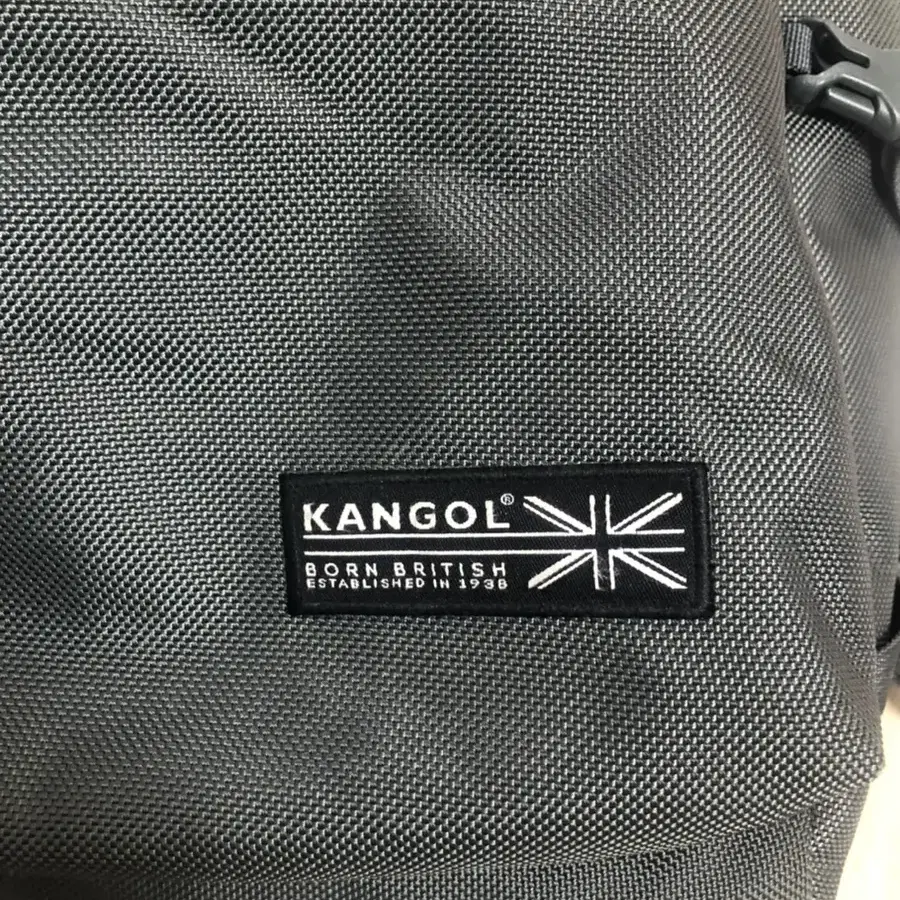 KANGOL®
BORN BRITISH
ESTABLISHED IN 1938